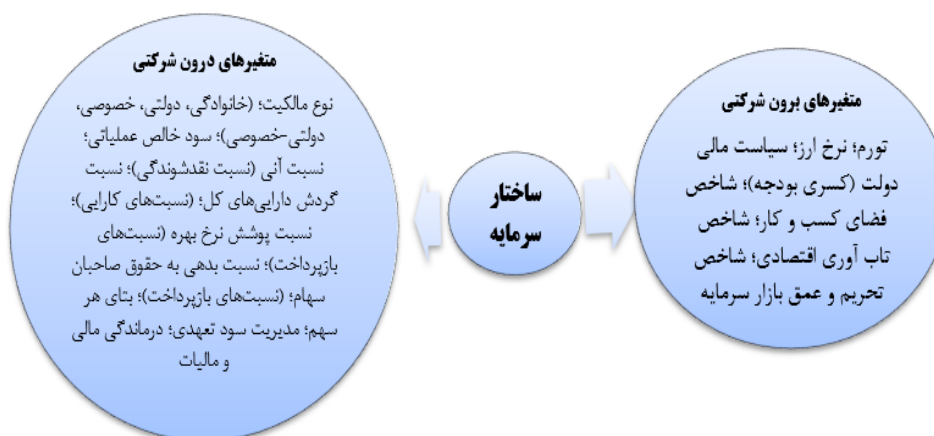 متغیرهای برون شرکتی
تورم؛ نرخ ارز؛ سیاست مالی
دولت (کسری بودجه)؛ شاخص
فضای کسب و کار؛ شاخص
تاب آوری اقتصادی؛ شاخص
تحریم و عمق بازار سرمایه
ساختار
سرمایه
متغیرهای درون شرکتی
نوع مالکیت؛ (خانوادگی، دولتی، خصوصی،
دولتی-خصوصی)؛ سود خالص عملیاتی؛
نسبت آنی (نسبت نقدشوندگی)؛ نسبت
گردش دارایی‌های کل؛ (نسبت‌های کارایی)؛
نسبت پوشش نرخ بهره (نسبت‌های
بازپرداخت)؛ نسبت بدهی به حقوق صاحبان
سهام؛ (نسبت‌های بازپرداخت)؛ بتای هر
سهم؛ مدیریت سود تعهدی؛ درماندگی مالی
و مالیات